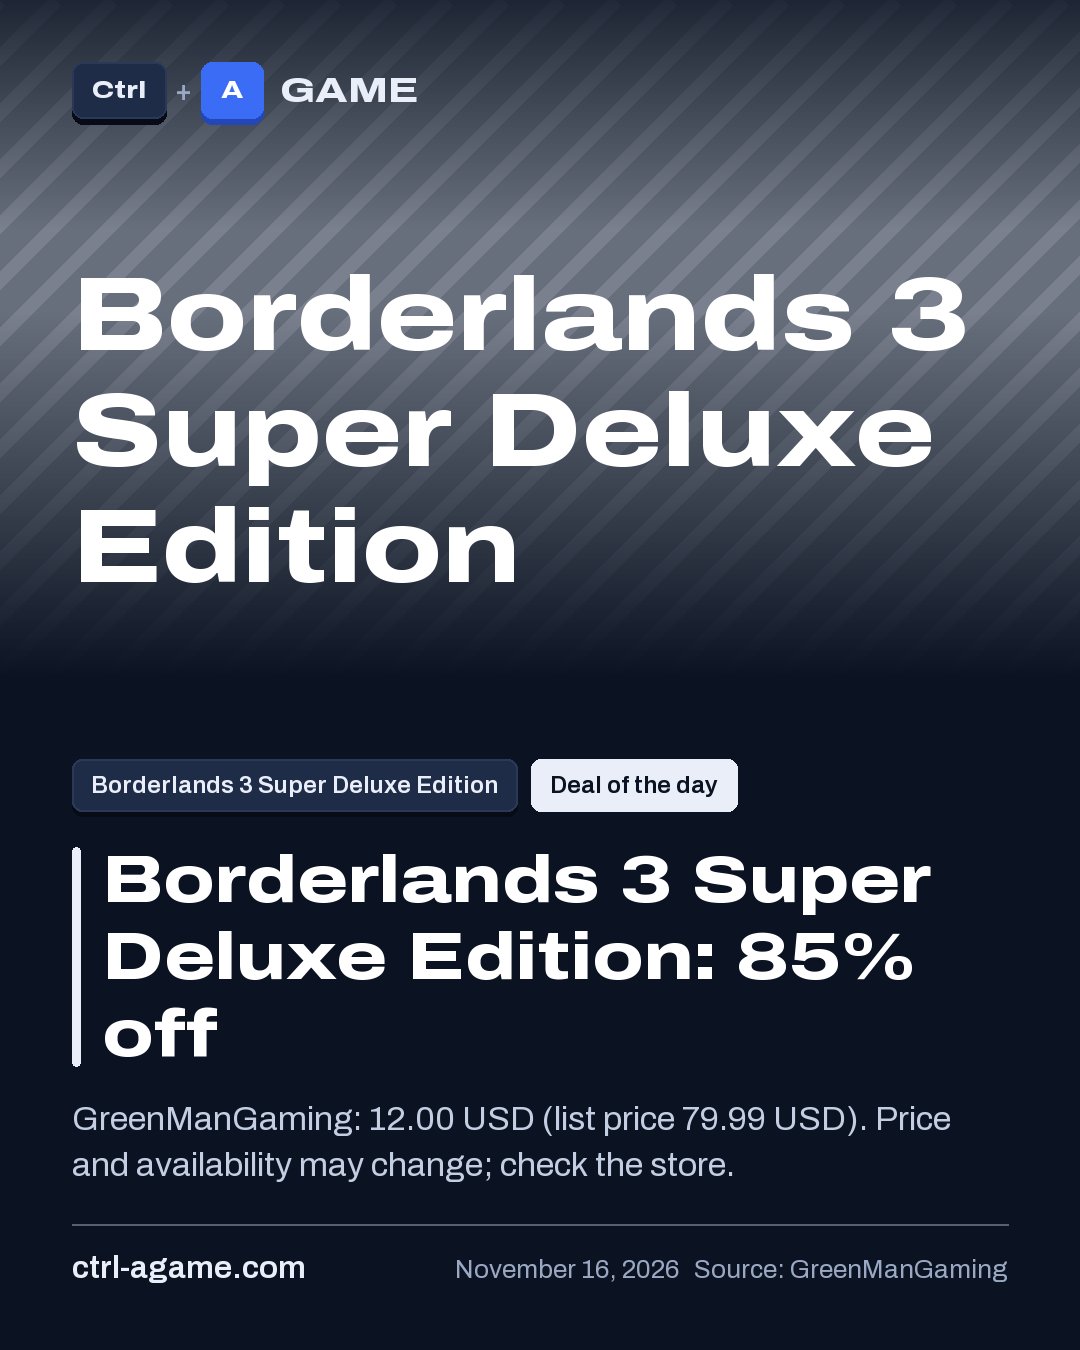 Ctrl + A GAME
Borderlands 3
Super Deluxe
Edition
Borderlands 3 Super Deluxe Edition
Deal of the day
Borderlands 3 Super
Deluxe Edition: 85%
off
GreenManGaming: 12.00 USD (list price 79.99 USD). Price
and availability may change; check the store.
ctrl-agame.com
November 16, 2026 Source: GreenManGaming